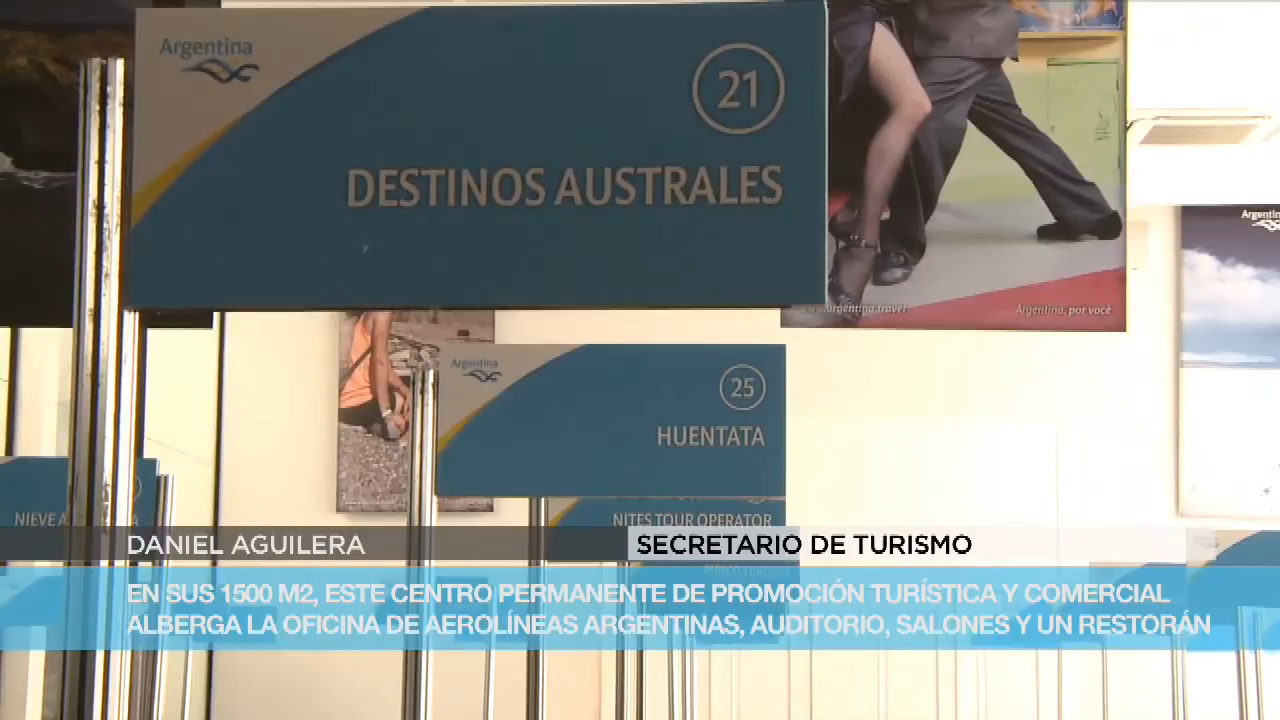 Argentina
21
DESTINOS AUSTRALES
Argentina
Argentina, por você
Argentina
25
HUENTATA
NITES TOUR OPERATOR
DANIEL AGUILERA
SECRETARIO DE TURISMO
EN SUS 1500 M2, ESTE CENTRO PERMANENTE DE PROMOCIÓN TURÍSTICA Y COMERCIAL
ALBERGA LA OFICINA DE AEROLÍNEAS ARGENTINAS, AUDITORIO, SALONES Y UN RESTORÁN